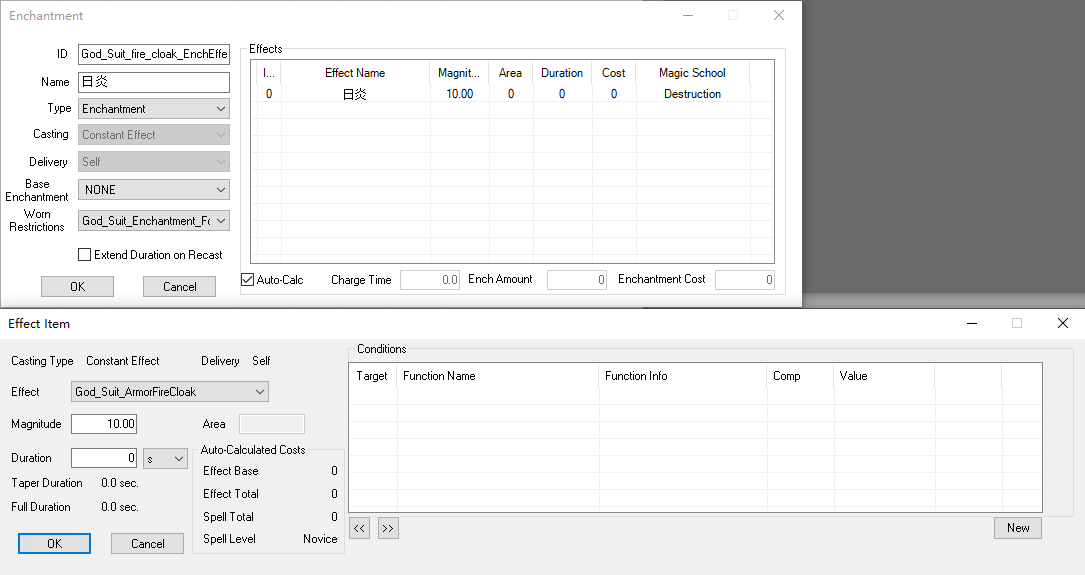 Enchantment
ID God_Suit_fire_cloak_EnchEffe
Name 日炎
Type Enchantment
Casting Constant Effect
Delivery Self
Base Enchantment NONE
Worn Restrictions God_Suit_Enchantment_Fo
Extend Duration on Recast
OK Cancel
Effects
I... Effect Name Magnit... Area Duration Cost Magic School
0 日炎 10.00 0 0 0 Destruction
Auto-Calc Charge Time 0.0 Ench Amount 0 Enchantment Cost 0
Effect Item
Casting Type Constant Effect Delivery Self
Effect God_Suit_ArmorFireCloak
Magnitude 10.00 Area
Duration 0 s
Taper Duration 0.0 sec.
Full Duration 0.0 sec.
Auto-Calculated Costs
Effect Base 0
Effect Total 0
Spell Total 0
Spell Level Novice
OK Cancel
Conditions
Target Function Name Function Info Comp Value
<< >> New